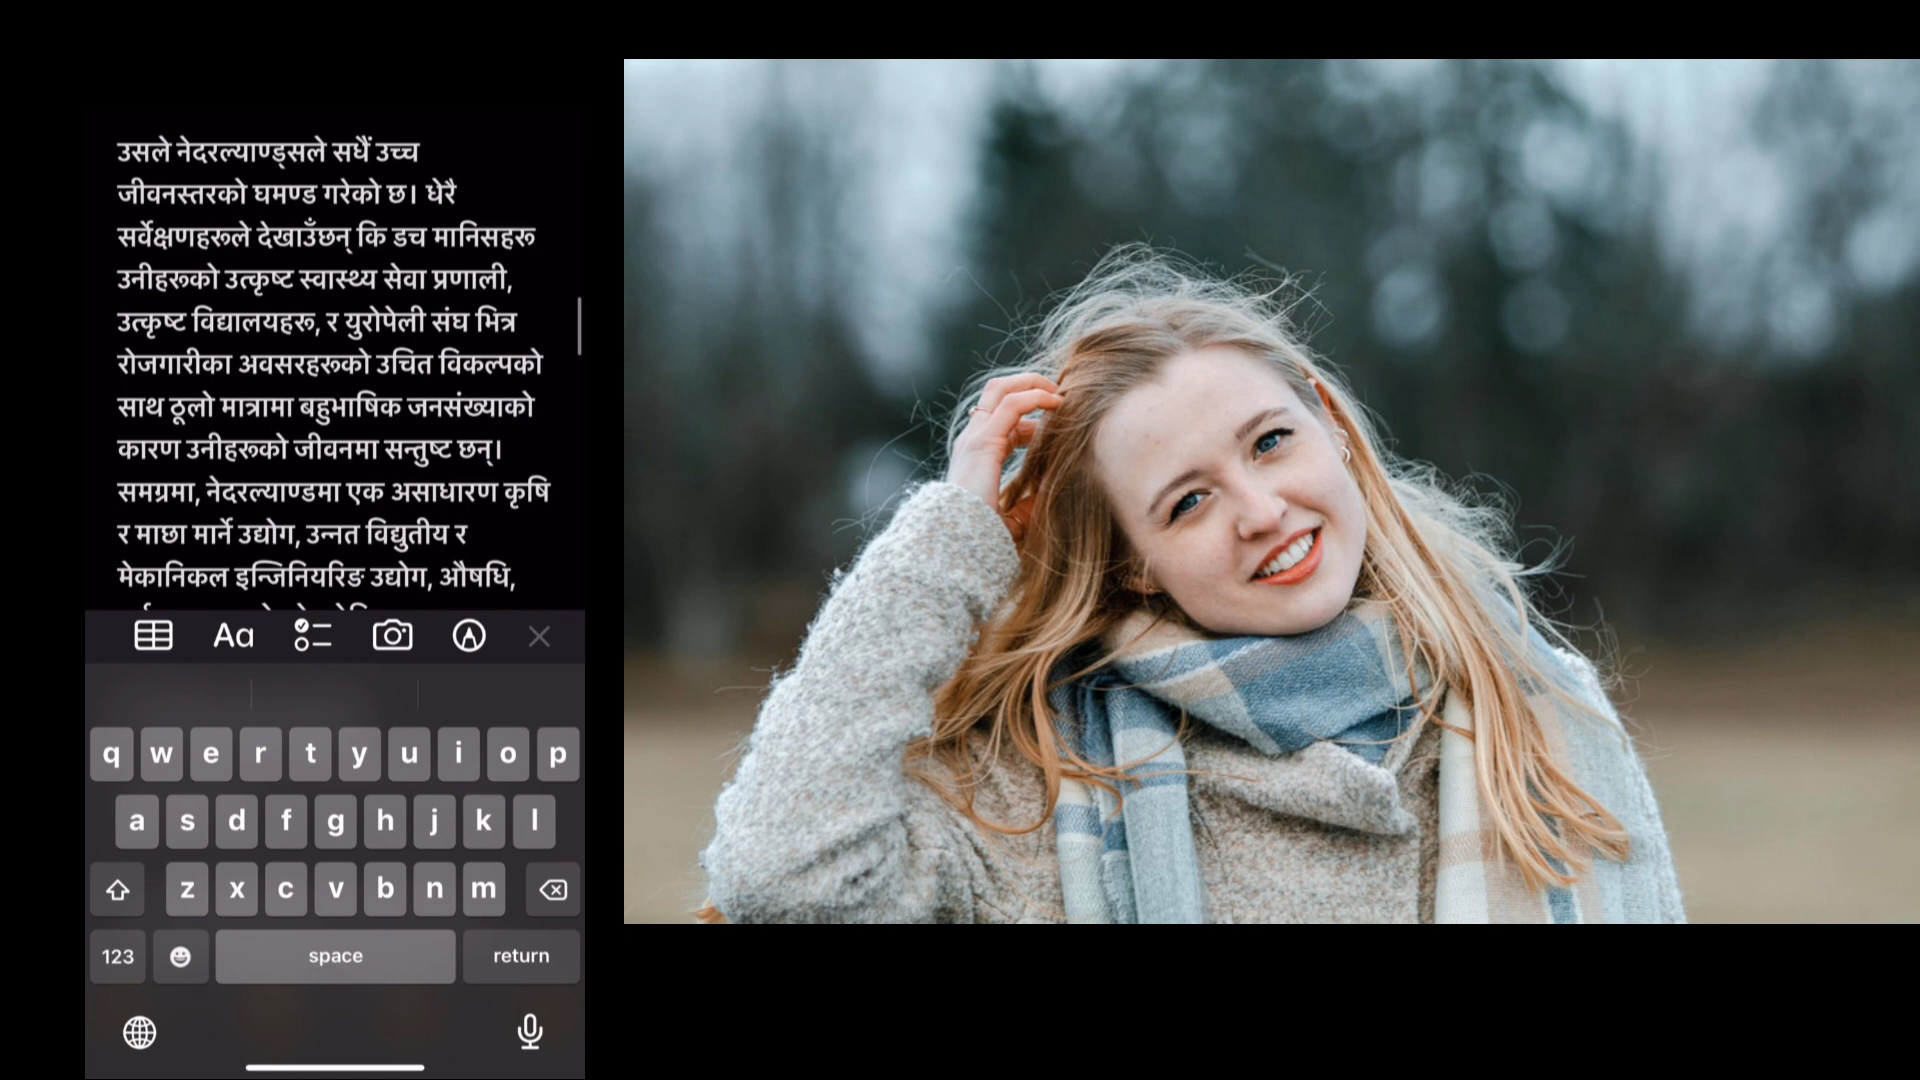 उसले नेदरल्याण्ड्सले सधैं उच्च
जीवनस्तरको घमण्ड गरेको छ। धेरै
सर्वेक्षणहरूले देखाउँछन् कि डच मानिसहरू
उनीहरूको उत्कृष्ट स्वास्थ्य सेवा प्रणाली,
उत्कृष्ट विद्यालयहरू, र युरोपेली संघ भित्र
रोजगारीका अवसरहरूको उचित विकल्पको
साथ ठूलो मात्रामा बहुभाषिक जनसंख्याको
कारण उनीहरूको जीवनमा सन्तुष्ट छन्।
समग्रमा, नेदरल्याण्डमा एक असाधारण कृषि
र माछा मार्ने उद्योग, उन्नत विद्युतीय र
मेकानिकल इन्जिनियरिङ उद्योग, औषधि,
Aa
q w e r t y u i o p
a s d f g h j k l
z x c v b n m
123 space return